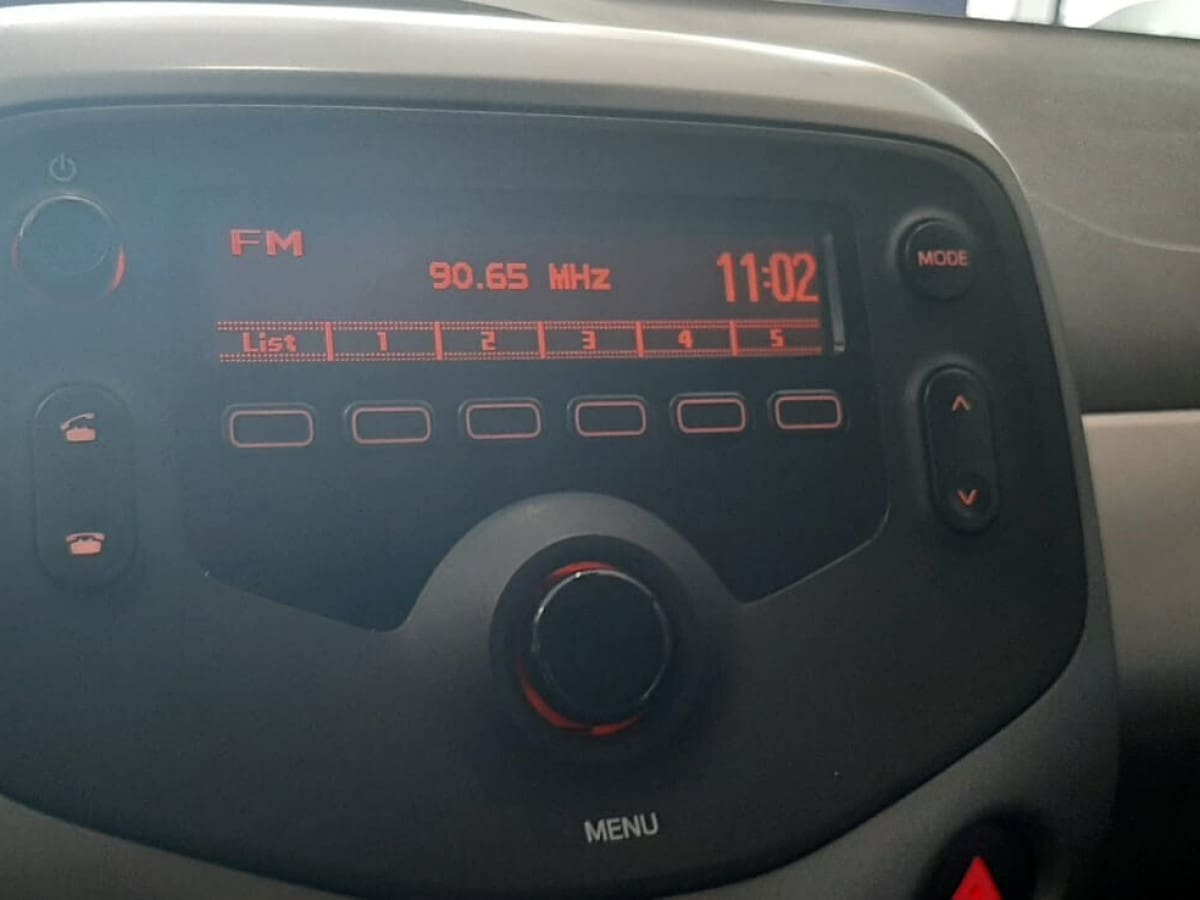 FM
90.65 MHz
11:02
MODE
List 1 2 3 4 5
MENU